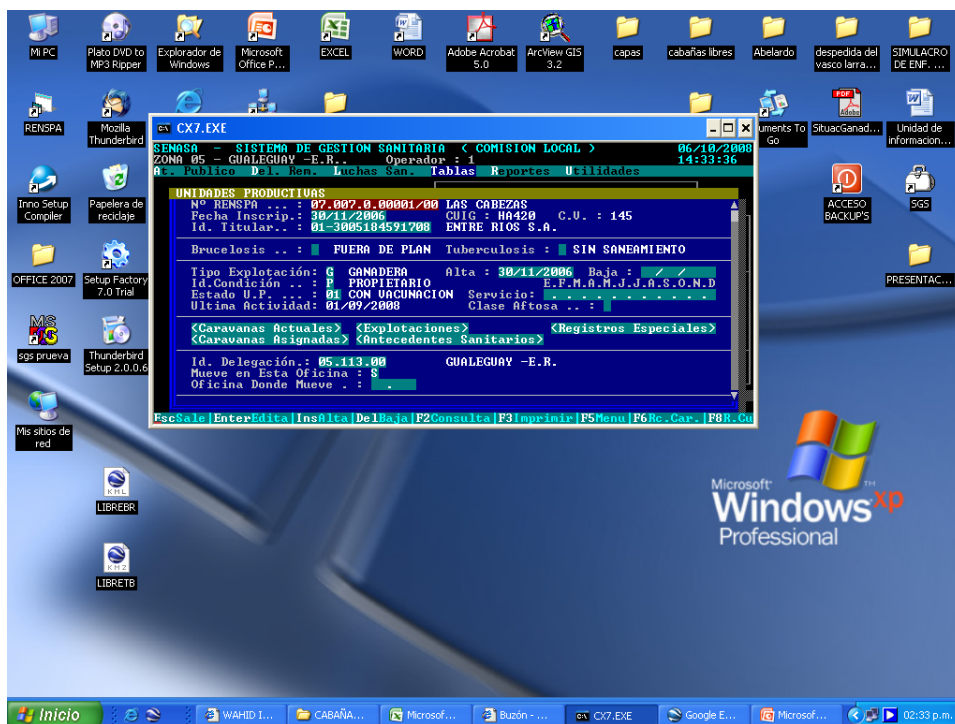 Mi PC
Plato DVD to
MP3 Ripper
Explorador de
Windows
Microsoft
Office P...
EXCEL
WORD
Adobe Acrobat
5.0
ArcView GIS
3.2
capas
cabañas libres
Abelardo
despedida del
vasco larra...
SIMULACRO
DE ENF. ...
RENSPA
Mozilla
Thunderbird
uments To
Go
SituacGanad...
Unidad de
informacion...
Inno Setup
Compiler
Papelera de
reciclaje
ACCESO
BACKUP'S
SGS
OFFICE 2007
Setup Factory
7.0 Trial
PRESENTAC...
sgs prueva
Thunderbird
Setup 2.0.0.6
Mis sitios de
red
KML
LIBREBR
KMZ
LIBRETB
CX7.EXE
SENASA - SISTEMA DE GESTION SANITARIA < COMISION LOCAL > 06/10/2008
ZONA 05 - GUALEGUAY -E.R.. Operador : 1 14:33:36
At. Publico Del. Rem. Luchas San. Tablas Reportes Utilidades
UNIDADES PRODUCTIVAS
Nº RENSPA ... : 07.007.0.00001/00 LAS CABEZAS
Fecha Inscrip.: 30/11/2006 CUIG : HA420 C.U. : 145
Id. Titular.. : 01-3005184591708 ENTRE RIOS S.A.
Brucelosis .. : FUERA DE PLAN Tuberculosis : SIN SANEAMIENTO
Tipo Explotación: G GANADERA Alta : 30/11/2006 Baja : / /
Id.Condición .. : P PROPIETARIO E.F.M.A.M.J.J.A.S.O.N.D
Estado U.P. ... : 01 CON VACUNACION Servicio: . . . . . . . . . . .
Ultima Actividad: 01/09/2008 Clase Aftosa .. :
<Caravanas Actuales> <Explotaciones> <Registros Especiales>
<Caravanas Asignadas> <Antecedentes Sanitarios>
Id. Delegación.: 05.113.00 GUALEGUAY -E.R.
Mueve en Esta Oficina : S
Oficina Donde Mueve . : .
EscSale|EnterEdita|InsAlta|DelBaja|F2Consulta|F3Imprimir|F5Menu|F6Rc.Car.|F8R.Cu
Microsoft
Windows xp
Professional
Inicio
WAHID I...
CABAÑA...
Microsof...
Buzón - ...
CX7.EXE
Google E...
Microsof...
02:33 p.m.